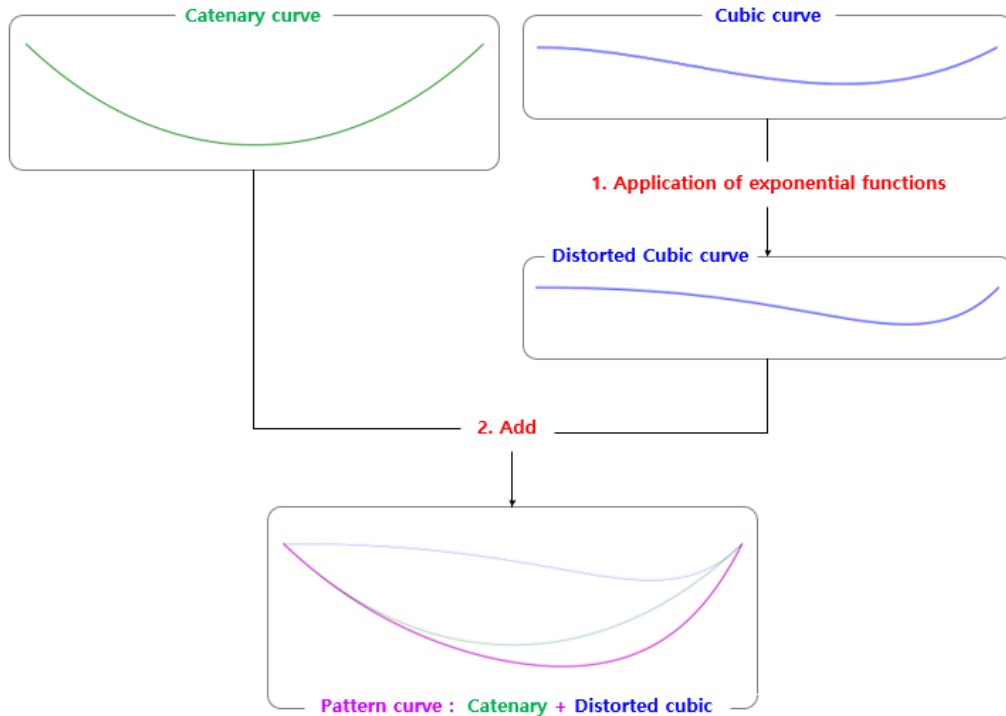 Catenary curve
Cubic curve
1. Application of exponential functions
Distorted Cubic curve
2. Add
Pattern curve : Catenary + Distorted cubic